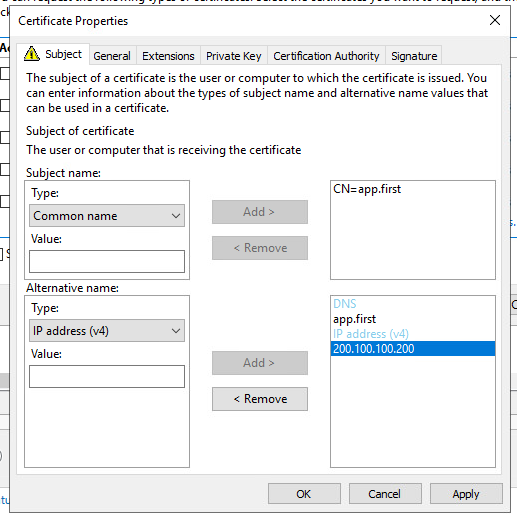 Certificate Properties
Subject
General
Extensions
Private Key
Certification Authority
Signature
The subject of a certificate is the user or computer to which the certificate is issued. You
can enter information about the types of subject name and alternative name values that
can be used in a certificate.
Subject of certificate
The user or computer that is receiving the certificate
Subject name:
Type:
Common name
Value:
Add >
< Remove
CN=app.first
Alternative name:
Type:
IP address (v4)
Value:
Add >
< Remove
DNS
app.first
IP address (v4)
200.100.100.200
OK
Cancel
Apply